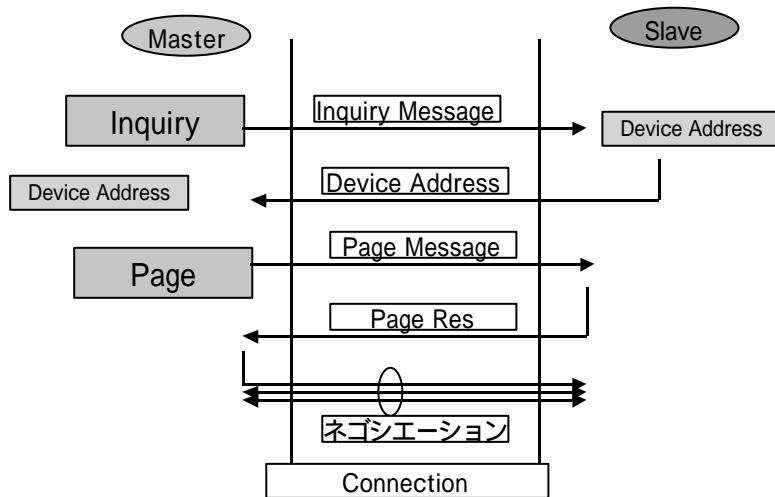 Master
Slave
Inquiry
Inquiry Message
Device Address
Device Address
Device Address
Page
Page Message
Page Res
ネゴシエーション
Connection